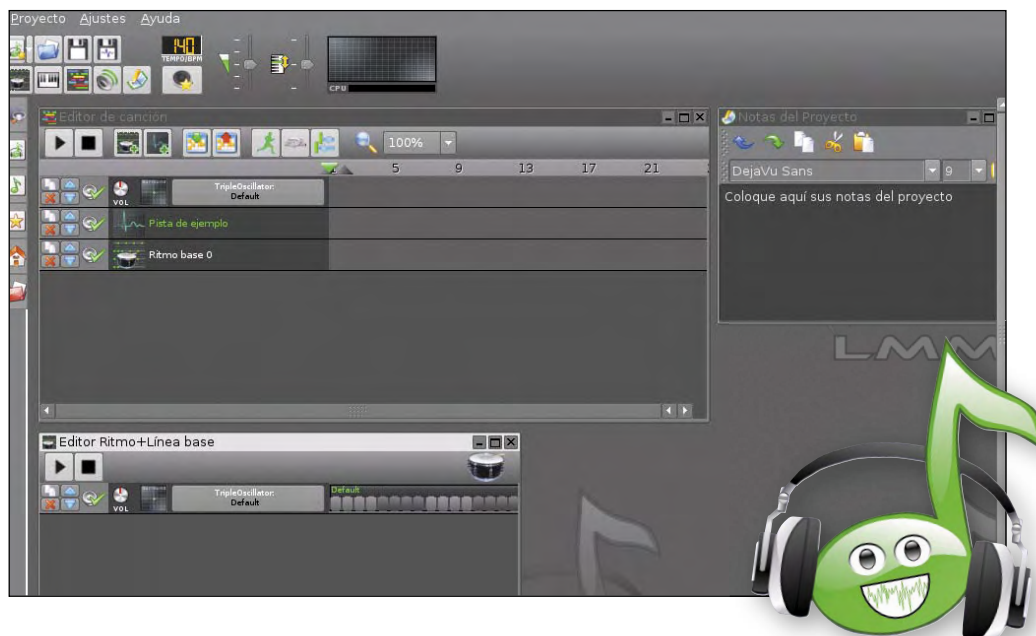 Proyecto Ajustes Ayuda
140
TEMPO/BPM
CPU
Editor de canción
Notas del Proyecto
100%
5 9 13 17 21
DejaVu Sans 9
Coloque aquí sus notas del proyecto
VOL
TripleOscillator:
Default
Pista de ejemplo
Ritmo base 0
LMM
Editor Ritmo+Línea base
VOL
TripleOscillator:
Default
Default